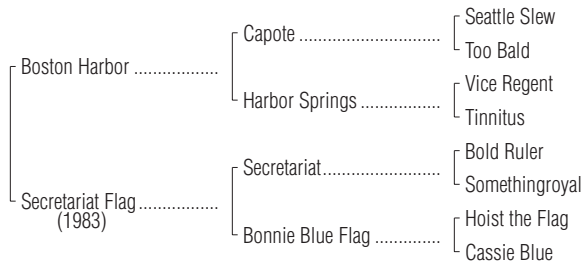 Seattle Slew
Capote ..............................
Too Bald
Boston Harbor ..................
Vice Regent
Harbor Springs .................
Tinnitus
Bold Ruler
Secretariat.........................
Somethingroyal
Secretariat Flag.................
(1983)
Hoist the Flag
Bonnie Blue Flag ..............
Cassie Blue